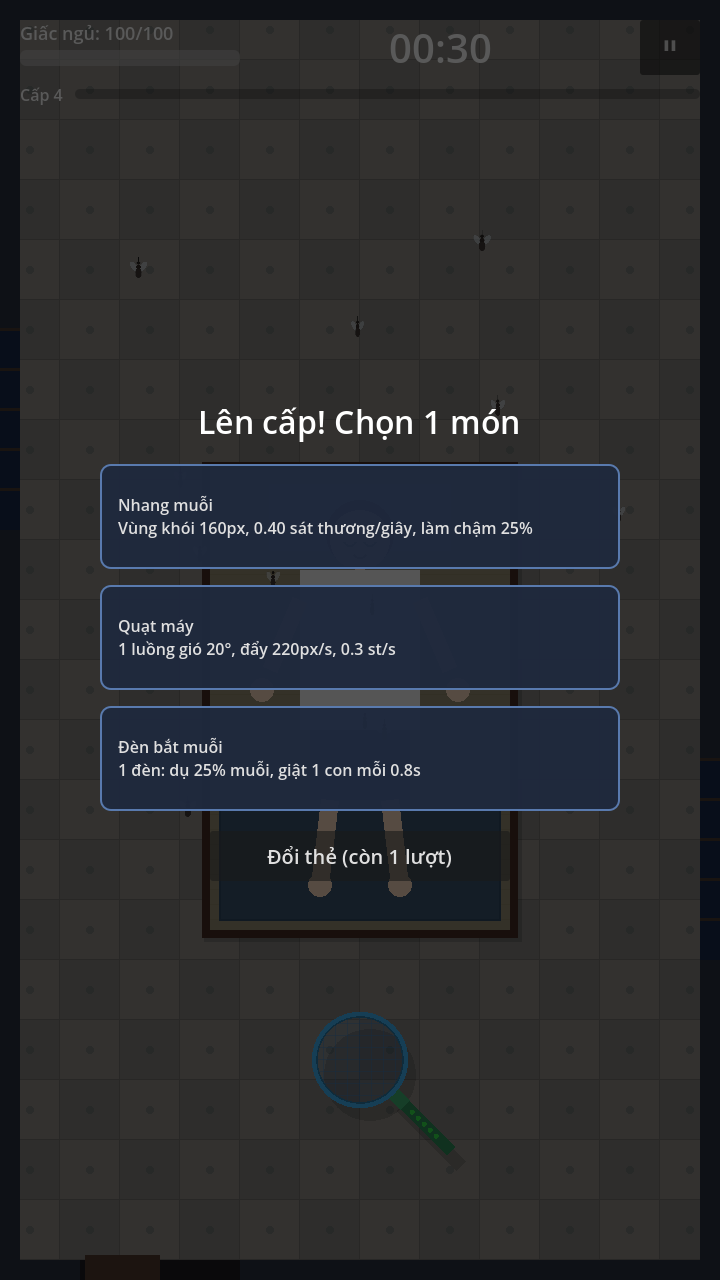 Giấc ngủ: 100/100
00:30
Cấp 4
Lên cấp! Chọn 1 món
Nhang muỗi
Vùng khói 160px, 0.40 sát thương/giây, làm chậm 25%
Quạt máy
1 luồng gió 20°, đẩy 220px/s, 0.3 st/s
Đèn bắt muỗi
1 đèn: dụ 25% muỗi, giật 1 con mỗi 0.8s
Đổi thẻ (còn 1 lượt)